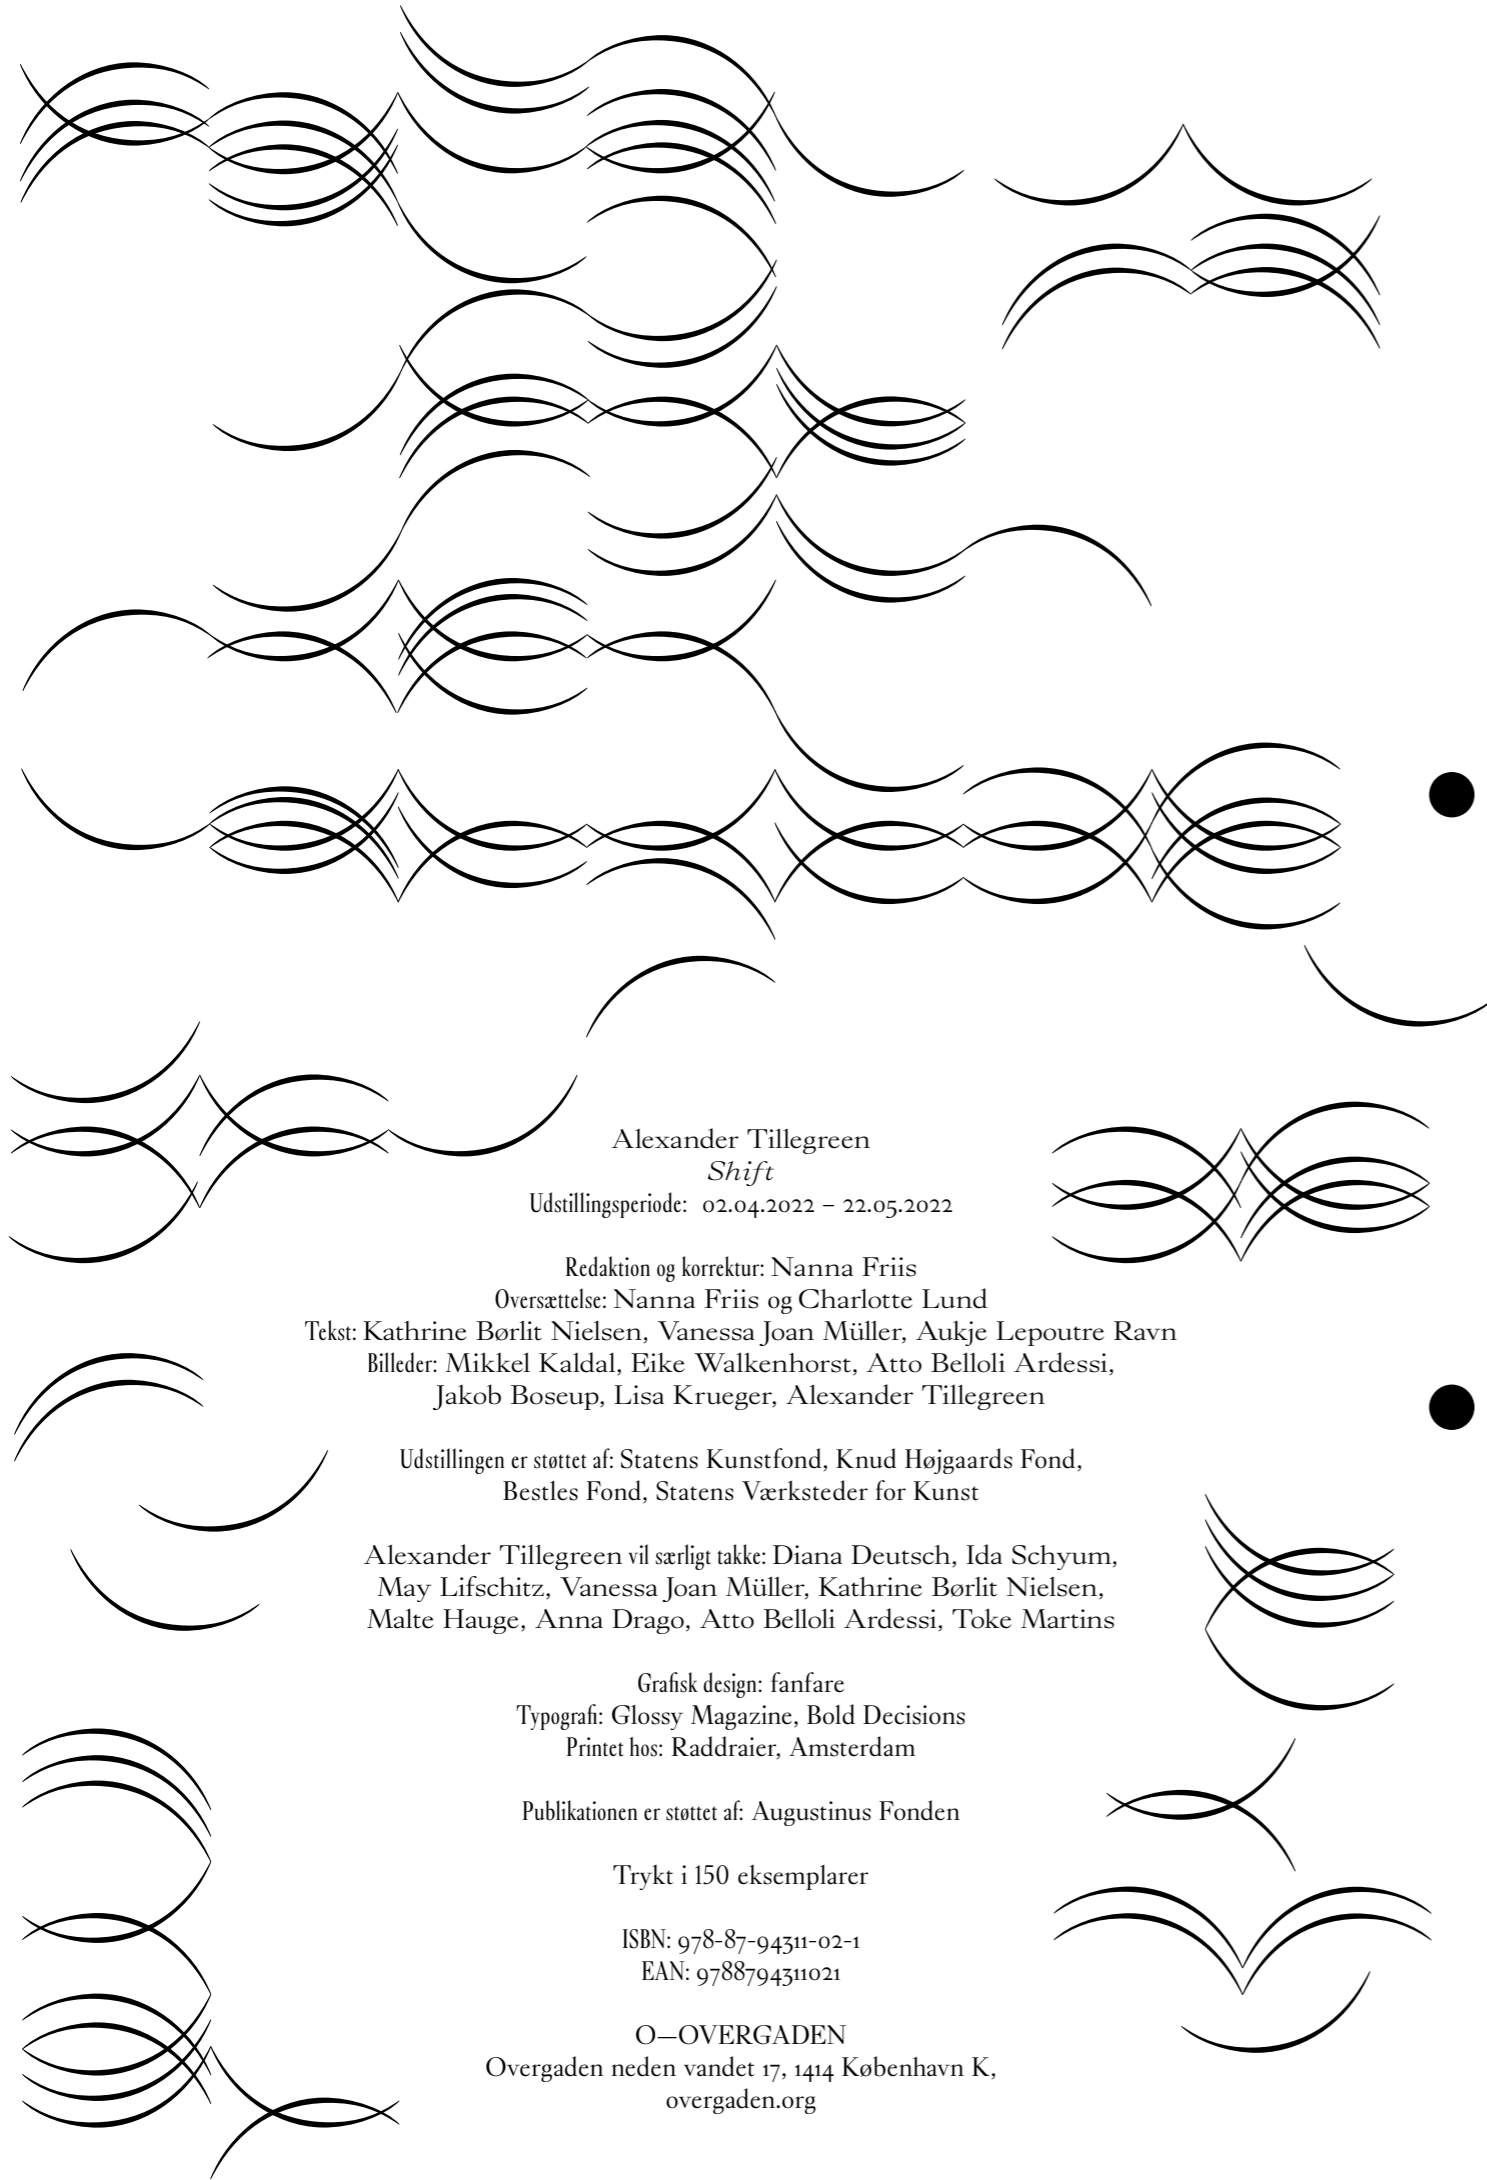 Alexander Tillegreen
Shift
Udstillingsperiode: 02.04.2022 – 22.05.2022
Redaktion og korrektur: Nanna Friis
Oversættelse: Nanna Friis og Charlotte Lund
Tekst: Kathrine Børlit Nielsen, Vanessa Joan Müller, Aukje Lepoutre Ravn
Billeder: Mikkel Kaldal, Eike Walkenhorst, Atto Belloli Ardessi,
Jakob Boseup, Lisa Krueger, Alexander Tillegreen
Udstillingen er støttet af: Statens Kunstfond, Knud Højgaards Fond,
Bestles Fond, Statens Værksteder for Kunst
Alexander Tillegreen vil særligt takke: Diana Deutsch, Ida Schyum,
May Lifschitz, Vanessa Joan Müller, Kathrine Børlit Nielsen,
Malte Hauge, Anna Drago, Atto Belloli Ardessi, Toke Martins
Grafisk design: fanfare
Typografi: Glossy Magazine, Bold Decisions
Printet hos: Raddraier, Amsterdam
Publikationen er støttet af: Augustinus Fonden
Trykt i 150 eksemplarer
ISBN: 978-87-94311-02-1
EAN: 9788794311021
O—OVERGADEN
Overgaden neden vandet 17, 1414 København K,
overgaden.org